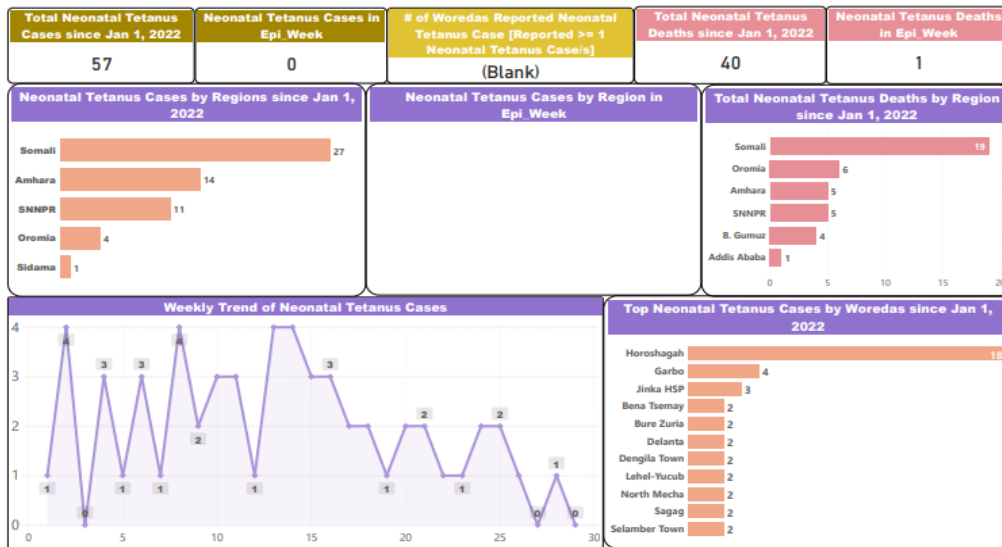 Total Neonatal Tetanus
Cases since Jan 1, 2022
57
Neonatal Tetanus Cases in
Epi_Week
0
# of Woredas Reported Neonatal
Tetanus Case [Reported >= 1
Neonatal Tetanus Case/s]
(Blank)
Total Neonatal Tetanus
Deaths since Jan 1, 2022
40
Neonatal Tetanus Deaths
in Epi_Week
1
Neonatal Tetanus Cases by Regions since Jan 1,
2022
Somali 27
Amhara 14
SNNPR 11
Oromia 4
Sidama 1
Neonatal Tetanus Cases by Region in
Epi_Week
Total Neonatal Tetanus Deaths by Region
since Jan 1, 2022
Somali 19
Oromia 6
Amhara 5
SNNPR 5
B. Gumuz 4
Addis Ababa 1
0 5 10 15 20
Weekly Trend of Neonatal Tetanus Cases
4 4 4
3 3 3 3
2 2 2 2
1 1 1 1 1 1 1 1
0 0 0 0
0 5 10 15 20 25 30
Top Neonatal Tetanus Cases by Woredas since Jan 1,
2022
Horoshagah 18
Garbo 4
Jinka HSP 3
Bena Tsemay 2
Bure Zuria 2
Delanta 2
Dengila Town 2
Lehel-Yucub 2
North Mecha 2
Sagag 2
Selamber Town 2